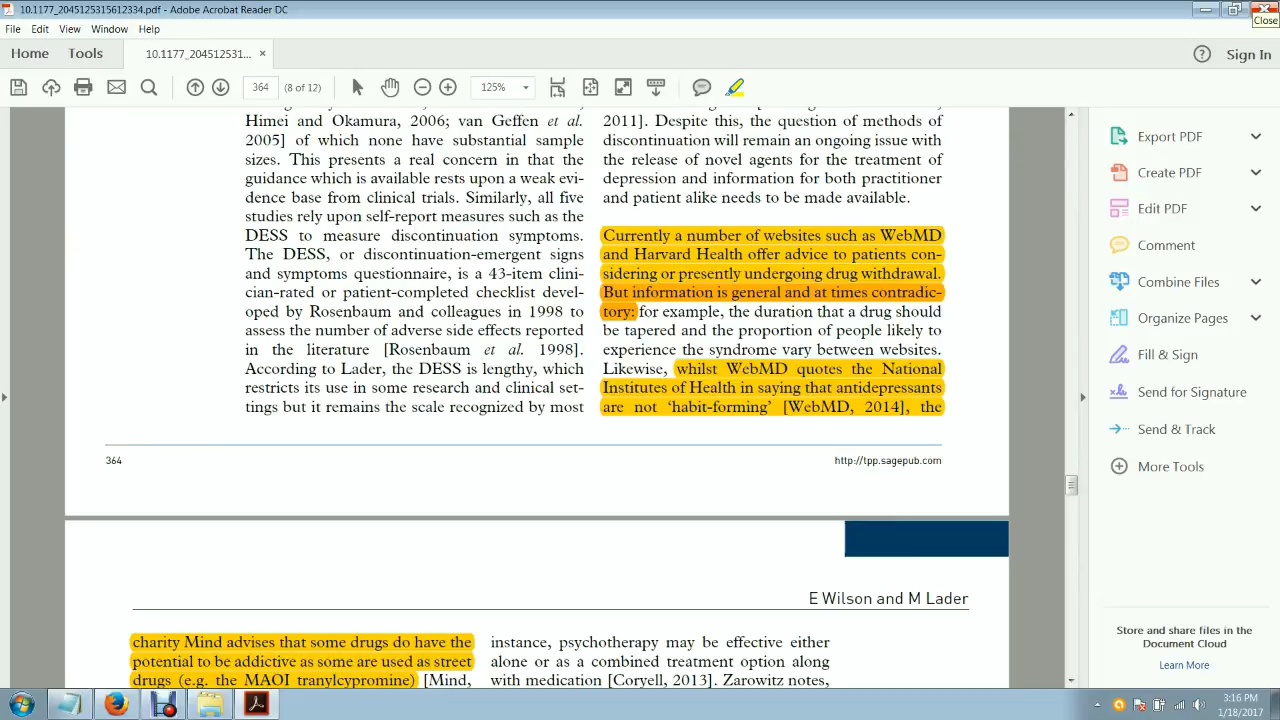 10.1177_2045125315612334.pdf - Adobe Acrobat Reader DC
Close
File Edit View Window Help
Home Tools 10.1177_204512531... × Sign In
364 (8 of 12) 125%
Himei and Okamura, 2006; van Geffen et al.
2005] of which none have substantial sample
sizes. This presents a real concern in that the
guidance which is available rests upon a weak evi-
dence base from clinical trials. Similarly, all five
studies rely upon self-report measures such as the
DESS to measure discontinuation symptoms.
The DESS, or discontinuation-emergent signs
and symptoms questionnaire, is a 43-item clini-
cian-rated or patient-completed checklist devel-
oped by Rosenbaum and colleagues in 1998 to
assess the number of adverse side effects reported
in the literature [Rosenbaum et al. 1998].
According to Lader, the DESS is lengthy, which
restricts its use in some research and clinical set-
tings but it remains the scale recognized by most
2011]. Despite this, the question of methods of
discontinuation will remain an ongoing issue with
the release of novel agents for the treatment of
depression and information for both practitioner
and patient alike needs to be made available.
Currently a number of websites such as WebMD
and Harvard Health offer advice to patients con-
sidering or presently undergoing drug withdrawal.
But information is general and at times contradic-
tory: for example, the duration that a drug should
be tapered and the proportion of people likely to
experience the syndrome vary between websites.
Likewise, whilst WebMD quotes the National
Institutes of Health in saying that antidepressants
are not ‘habit-forming’ [WebMD, 2014], the
364 http://tpp.sagepub.com
E Wilson and M Lader
charity Mind advises that some drugs do have the
potential to be addictive as some are used as street
drugs (e.g. the MAOI tranylcypromine) [Mind,
instance, psychotherapy may be effective either
alone or as a combined treatment option along
with medication [Coryell, 2013]. Zarowitz notes,
Export PDF
Create PDF
Edit PDF
Comment
Combine Files
Organize Pages
Fill & Sign
Send for Signature
Send & Track
More Tools
Store and share files in the
Document Cloud
Learn More
3:16 PM
1/18/2017